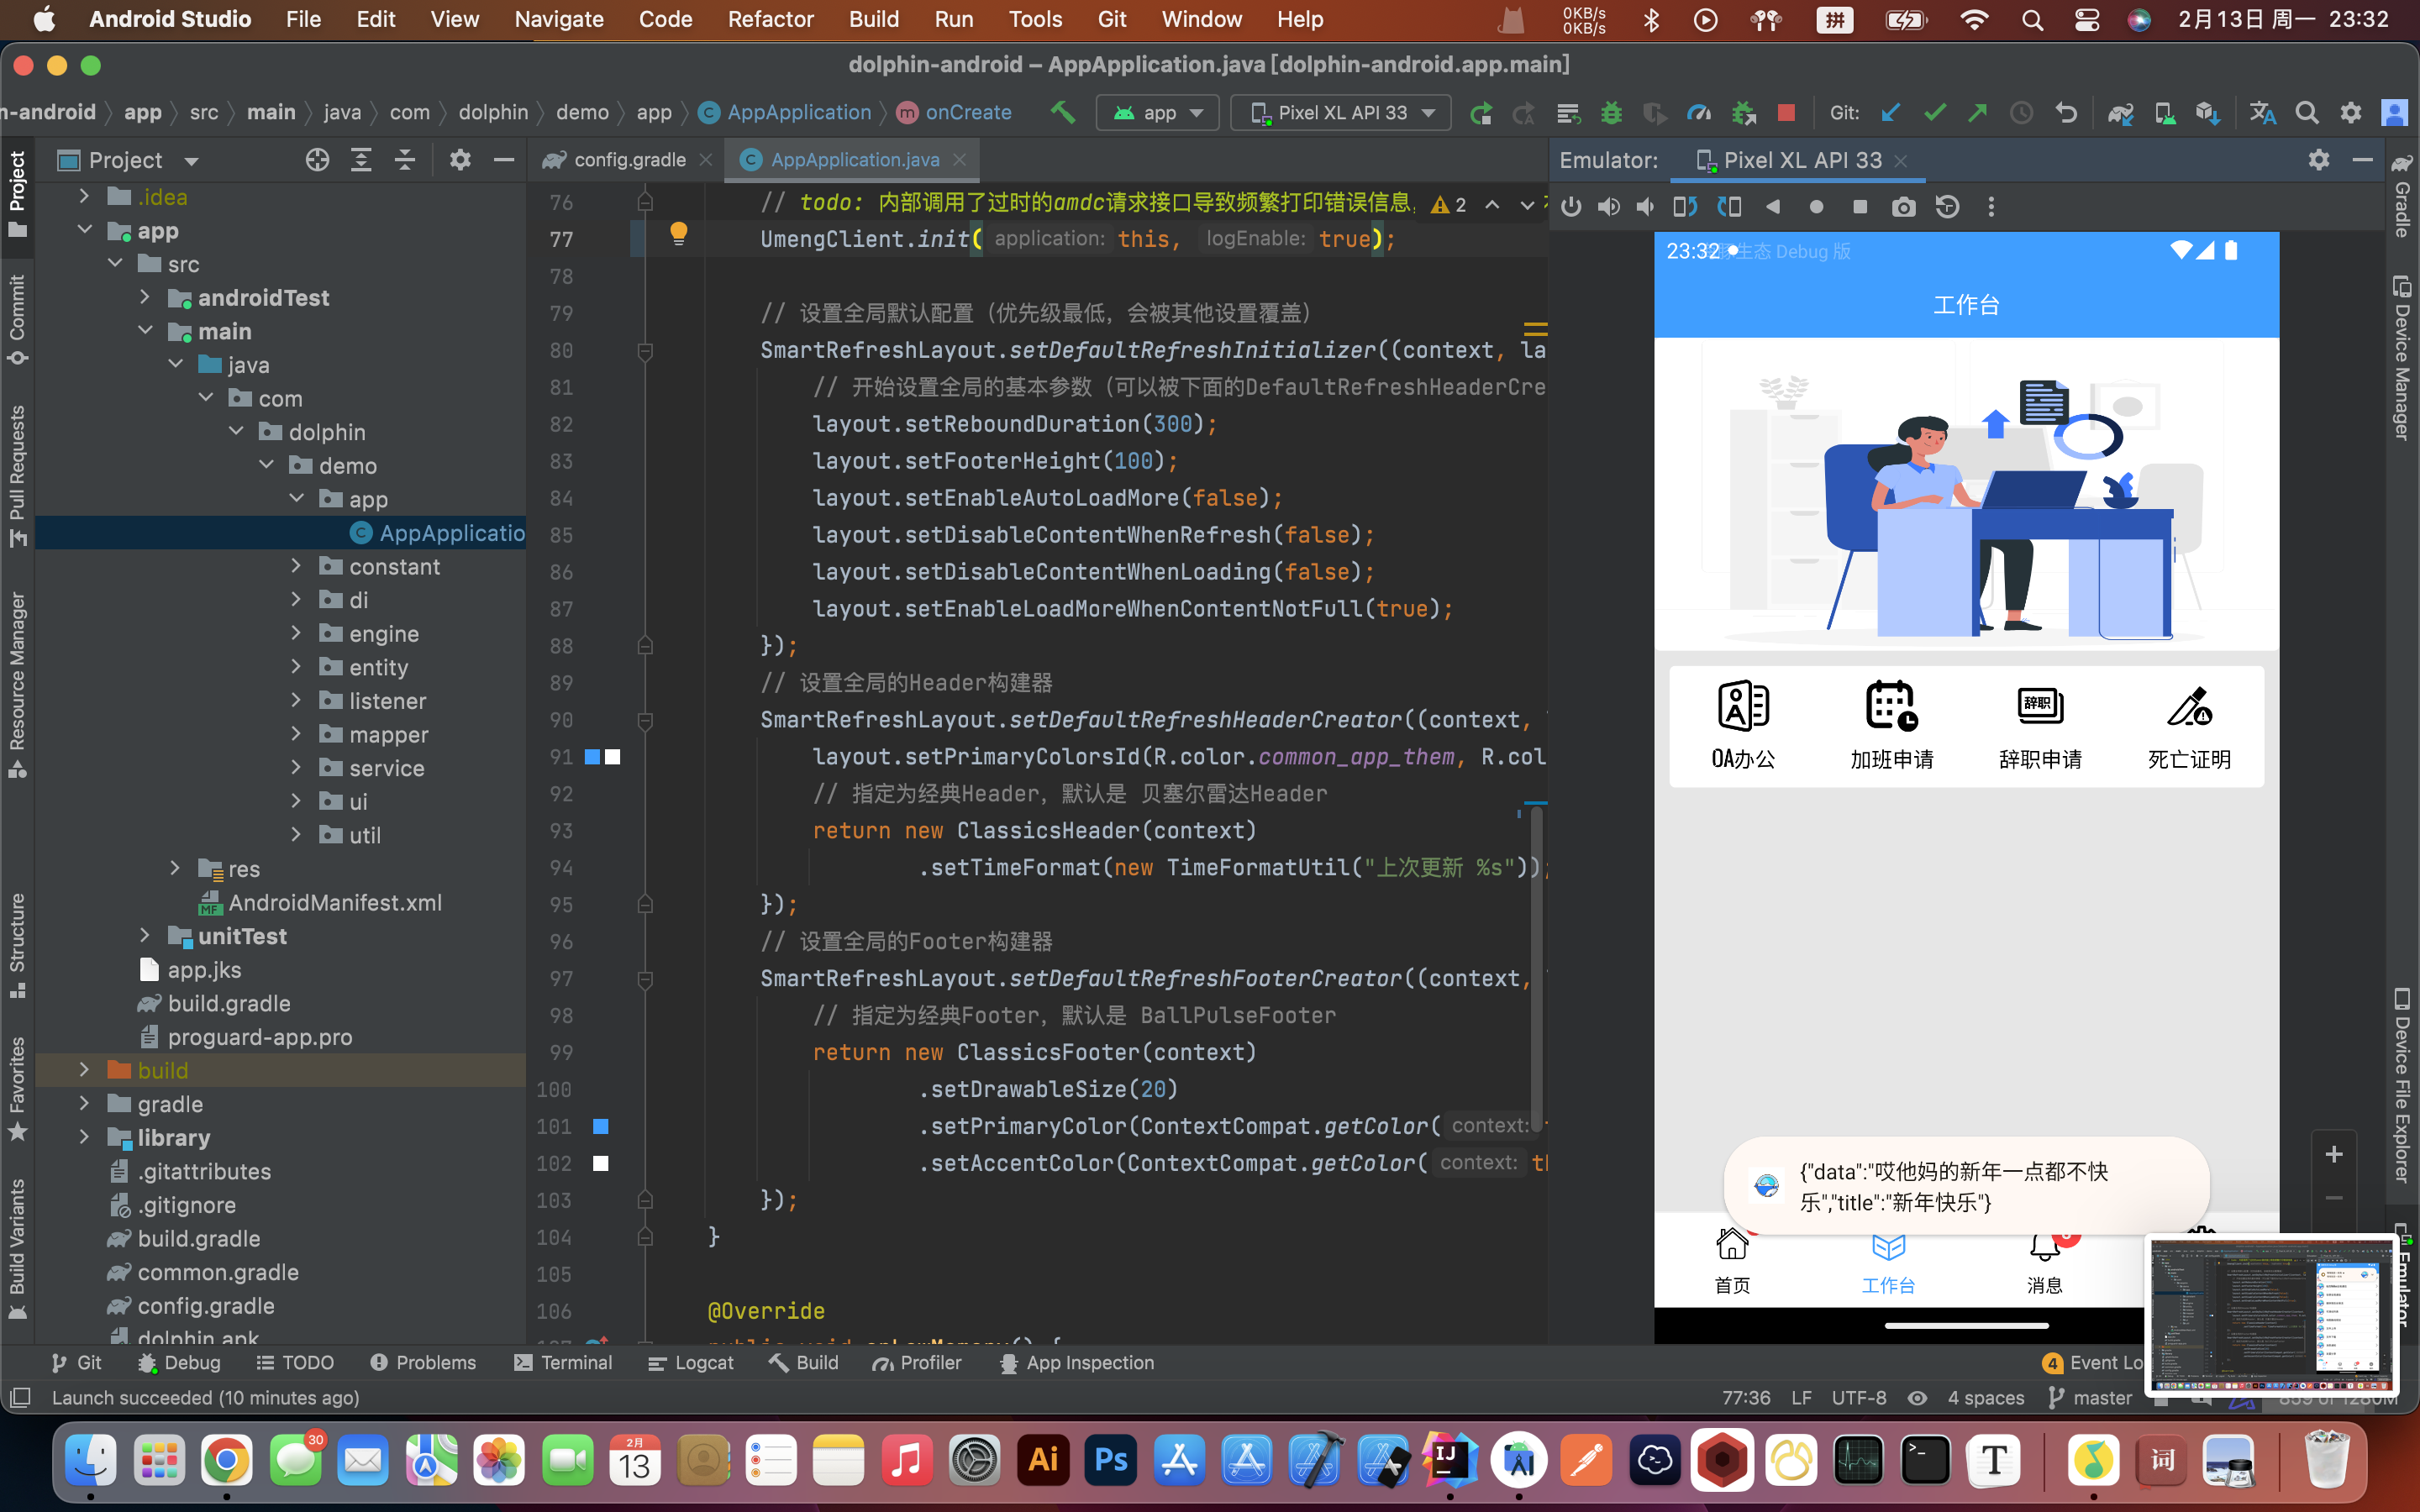 Android Studio File Edit View Navigate Code Refactor Build Run Tools Git Window Help 0KB/s 0KB/s 拼 2月13日 周一 23:32
dolphin-android – AppApplication.java [dolphin-android.app.main]
n-android app src main java com dolphin demo app AppApplication onCreate app Pixel XL API 33 Git:
Project
config.gradle AppApplication.java
Emulator: Pixel XL API 33
Project
Commit
Pull Requests
Resource Manager
Structure
Favorites
Build Variants
.idea
app
src
androidTest
main
java
com
dolphin
demo
app
AppApplicatio
constant
di
engine
entity
listener
mapper
service
ui
util
res
AndroidManifest.xml
unitTest
app.jks
build.gradle
proguard-app.pro
build
gradle
library
.gitattributes
.gitignore
build.gradle
common.gradle
config.gradle
dolphin.apk
76 // todo: 内部调用了过时的amdc请求接口导致频繁打印错误信息, 2
77 UmengClient.init( application: this, logEnable: true);
78
79 // 设置全局默认配置（优先级最低，会被其他设置覆盖）
80 SmartRefreshLayout.setDefaultRefreshInitializer((context, la
81 // 开始设置全局的基本参数（可以被下面的DefaultRefreshHeaderCre
82 layout.setReboundDuration(300);
83 layout.setFooterHeight(100);
84 layout.setEnableAutoLoadMore(false);
85 layout.setDisableContentWhenRefresh(false);
86 layout.setDisableContentWhenLoading(false);
87 layout.setEnableLoadMoreWhenContentNotFull(true);
88 });
89 // 设置全局的Header构建器
90 SmartRefreshLayout.setDefaultRefreshHeaderCreator((context,
91 layout.setPrimaryColorsId(R.color.common_app_them, R.col
92 // 指定为经典Header，默认是 贝塞尔雷达Header
93 return new ClassicsHeader(context)
94 .setTimeFormat(new TimeFormatUtil("上次更新 %s"));
95 });
96 // 设置全局的Footer构建器
97 SmartRefreshLayout.setDefaultRefreshFooterCreator((context,
98 // 指定为经典Footer，默认是 BallPulseFooter
99 return new ClassicsFooter(context)
100 .setDrawableSize(20)
101 .setPrimaryColor(ContextCompat.getColor( context:
102 .setAccentColor(ContextCompat.getColor( context: th
103 });
104 }
105
106 @Override
public void onLowMemory() {
23:32 生态 Debug 版
工作台
OA办公 加班申请 辞职 辞职申请 死亡证明
{"data":"哎他妈的新年一点都不快
乐","title":"新年快乐"}
首页 工作台 消息
Gradle
Device Manager
Device File Explorer
Emulator
Git Debug TODO Problems Terminal Logcat Build Profiler App Inspection 4 Event Lo
Launch succeeded (10 minutes ago) 77:36 LF UTF-8 4 spaces master 859 of 1280M
30 2月 13 Ai Ps IJ T 词